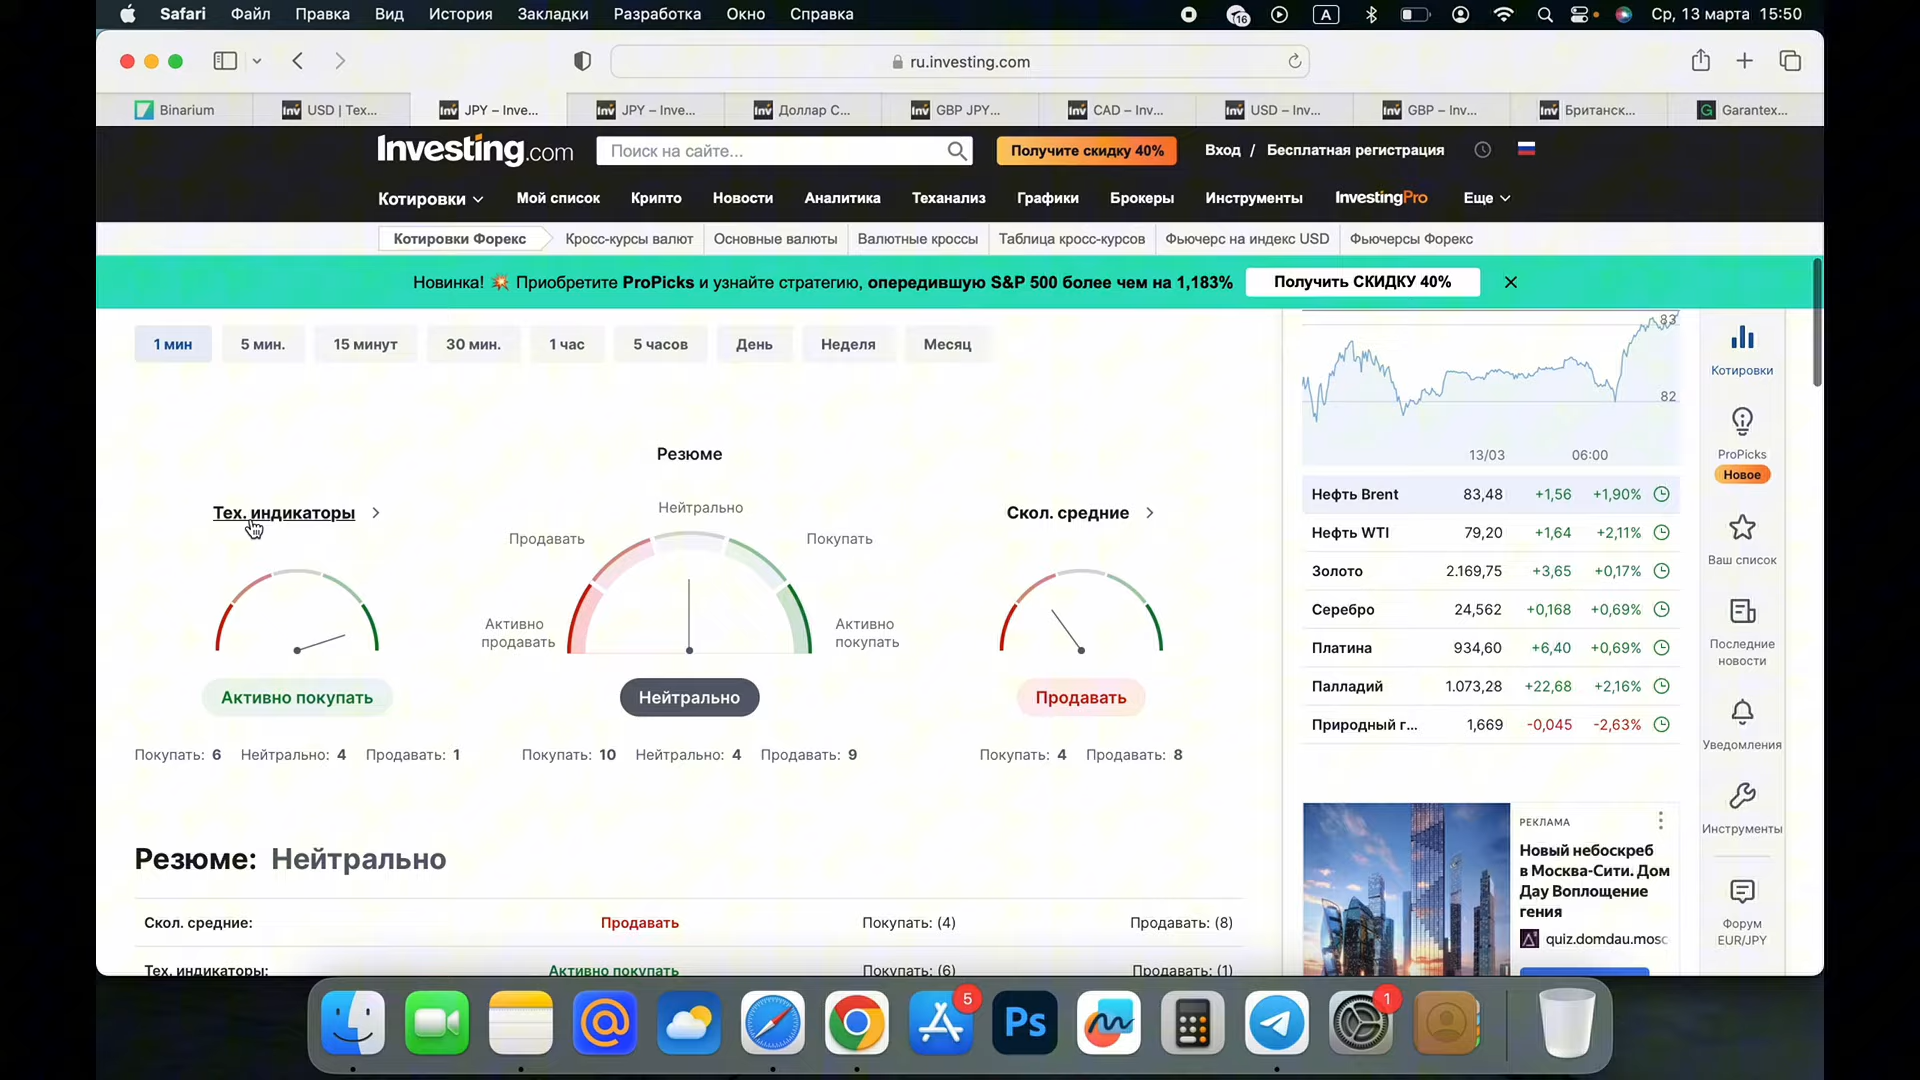 Safari Файл Правка Вид История Закладки Разработка Окно Справка 16 A Ср, 13 марта 15:50
ru.investing.com
Binarium USD | Тех... JPY – Inve... JPY – Inve... Доллар С... GBP JPY... CAD – Inv... USD – Inv... GBP – Inv... Британск... Garantex...
Investing.com Поиск на сайте... Получите скидку 40% Вход / Бесплатная регистрация
Котировки Мой список Крипто Новости Аналитика Теханализ Графики Брокеры Инструменты InvestingPro Еще
Котировки Форекс Кросс-курсы валют Основные валюты Валютные кроссы Таблица кросс-курсов Фьючерс на индекс USD Фьючерсы Форекс
Новинка! Приобретите ProPicks и узнайте стратегию, опередившую S&P 500 более чем на 1,183% Получить СКИДКУ 40%
1 мин 5 мин. 15 минут 30 мин. 1 час 5 часов День Неделя Месяц
Резюме
Тех. индикаторы
Активно покупать
Покупать: 6 Нейтрально: 4 Продавать: 1
Нейтрально
Продавать Покупать
Активно продавать Активно покупать
Нейтрально
Покупать: 10 Нейтрально: 4 Продавать: 9
Скол. средние
Продавать
Покупать: 4 Продавать: 8
Резюме: Нейтрально
Скол. средние: Продавать Покупать: (4) Продавать: (8)
Тех. индикаторы: Активно покупать Покупать: (6) Продавать: (1)
83
82
13/03 06:00
Нефть Brent 83,48 +1,56 +1,90%
Нефть WTI 79,20 +1,64 +2,11%
Золото 2.169,75 +3,65 +0,17%
Серебро 24,562 +0,168 +0,69%
Платина 934,60 +6,40 +0,69%
Палладий 1.073,28 +22,68 +2,16%
Природный г... 1,669 -0,045 -2,63%
РЕКЛАМА
Новый небоскреб
в Москва-Сити. Дом
Дау Воплощение
гения
quiz.domdau.mosc
Котировки
ProPicks
Новое
Ваш список
Последние
новости
Уведомления
Инструменты
Форум
EUR/JPY
5 Ps 1